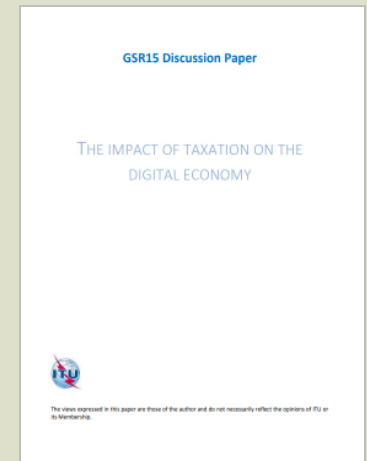 GSR15 Discussion Paper
THE IMPACT OF TAXATION ON THE
DIGITAL ECONOMY
ITU
The views expressed in this paper are those of the author and do not necessarily reflect the opinions of ITU or
its Membership.